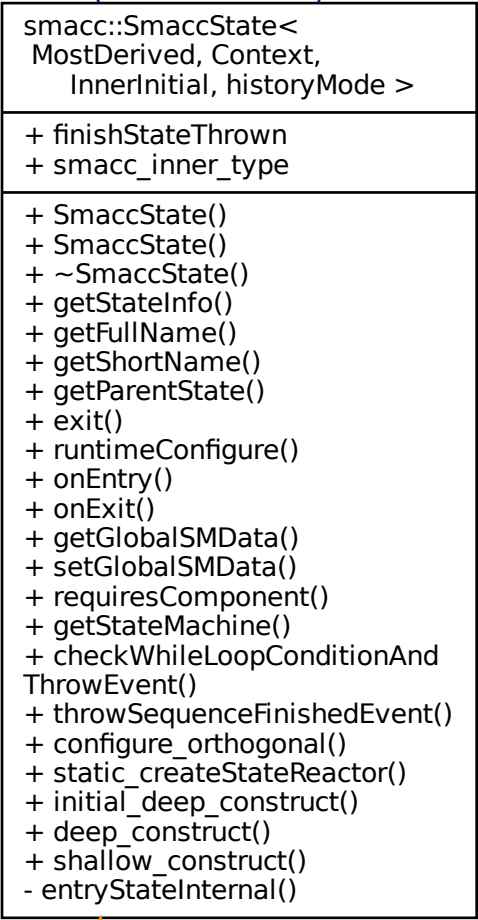 smacc::SmaccState<
MostDerived, Context,
InnerInitial, historyMode >
+ finishStateThrown
+ smacc_inner_type
+ SmaccState()
+ SmaccState()
+ ~SmaccState()
+ getStateInfo()
+ getFullName()
+ getShortName()
+ getParentState()
+ exit()
+ runtimeConfigure()
+ onEntry()
+ onExit()
+ getGlobalSMData()
+ setGlobalSMData()
+ requiresComponent()
+ getStateMachine()
+ checkWhileLoopConditionAnd
ThrowEvent()
+ throwSequenceFinishedEvent()
+ configure_orthogonal()
+ static_createStateReactor()
+ initial_deep_construct()
+ deep_construct()
+ shallow_construct()
- entryStateInternal()